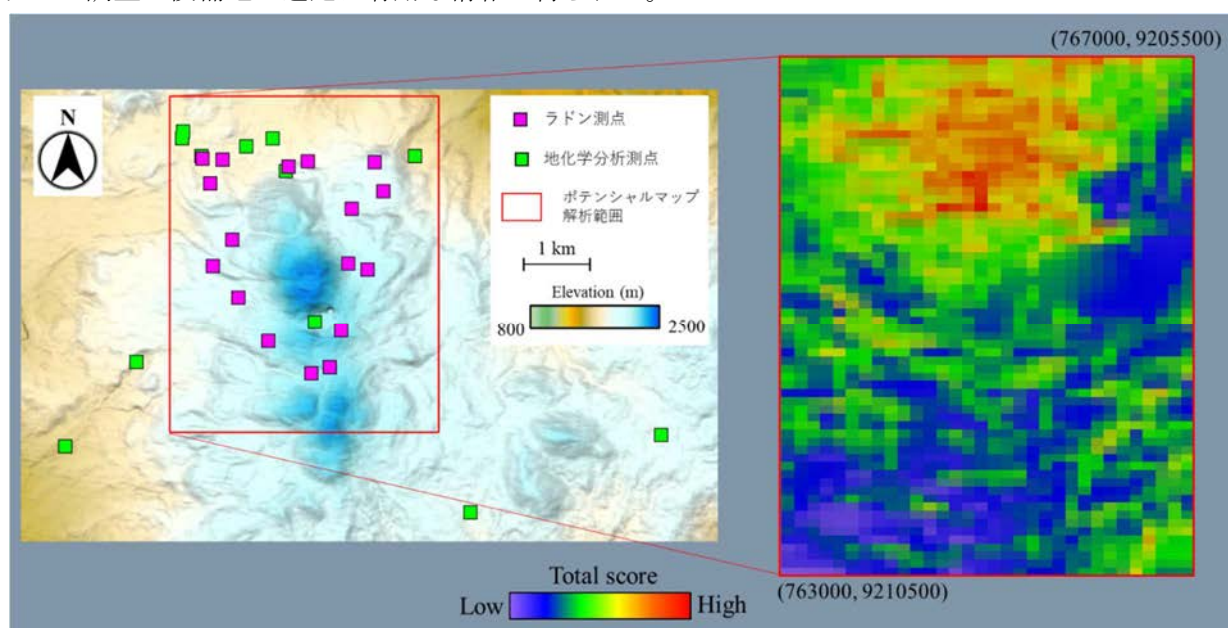 (767000, 9205500)
N
ラドン測点
地化学分析測点
ポテンシャルマップ
解析範囲
1 km
Elevation (m)
800
2500
Total score
Low
High
(763000, 9210500)